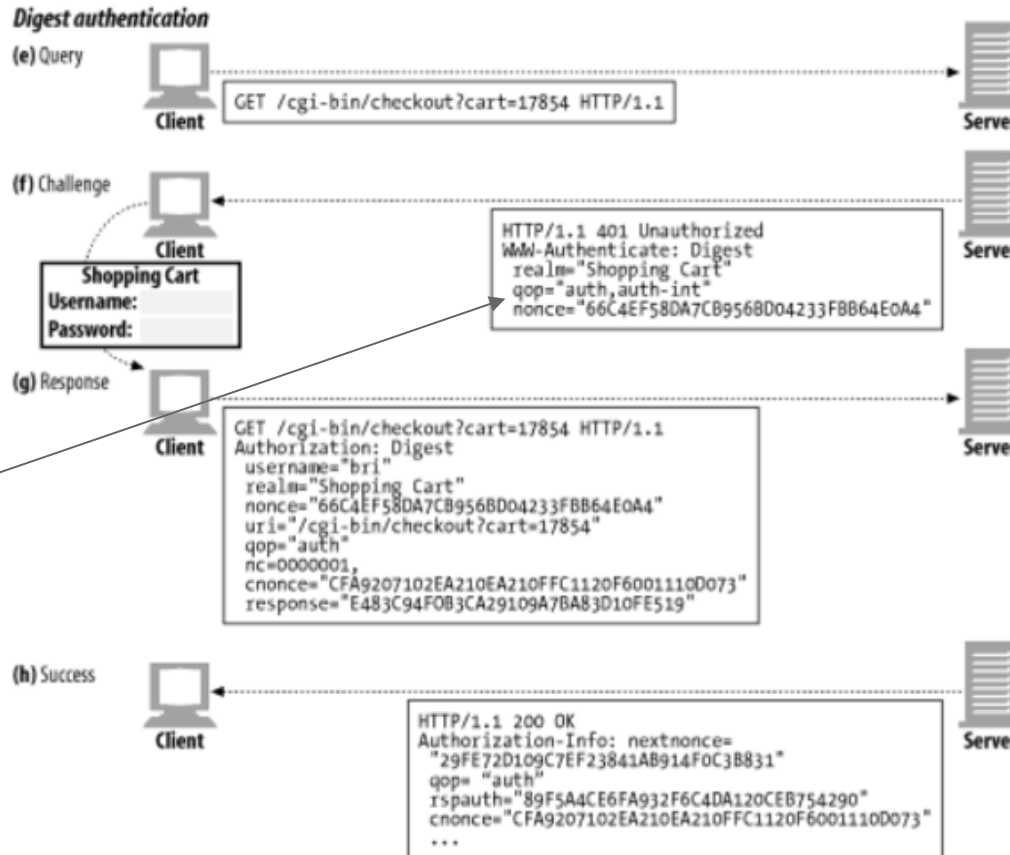 Digest authentication
(e) Query
GET /cgi-bin/checkout?cart=17854 HTTP/1.1
Client
Serve
(f) Challenge
HTTP/1.1 401 Unauthorized
WWW-Authenticate: Digest
realm="Shopping Cart"
qop="auth,auth-int"
nonce="66C4EF58DA7CB956BD04233FBB64E0A4"
Client
Serve
Shopping Cart
Username:
Password:
(g) Response
GET /cgi-bin/checkout?cart=17854 HTTP/1.1
Authorization: Digest
username="bri"
realm="Shopping Cart"
nonce="66C4EF58DA7CB956BD04233FBB64E0A4"
uri="/cgi-bin/checkout?cart=17854"
qop="auth"
nc=0000001,
cnonce="CFA9207102EA210EA210FFC1120F6001110D073"
response="E483C94F0B3CA29109A7BA83D10FE519"
Client
Serve
(h) Success
HTTP/1.1 200 OK
Authorization-Info: nextnonce=
"29FE72D109C7EF23841AB914F0C3B831"
qop= “auth”
rspauth="89F5A4CE6FA932F6C4DA120CEB754290"
cnonce="CFA9207102EA210EA210FFC1120F6001110D073"
...
Client
Serve